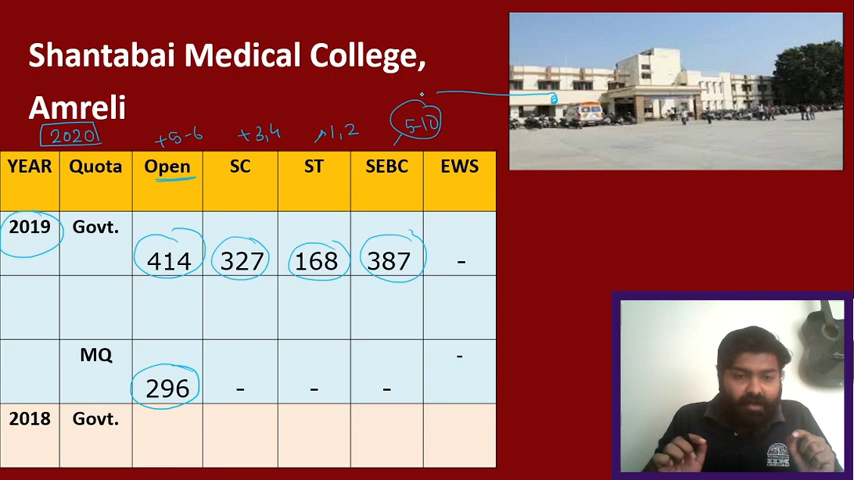 Shantabai Medical College,
Amreli
2020 +5-6 +3,4 1,2 5-10
YEAR Quota Open SC ST SEBC EWS
2019 Govt.
414 327 168 387 -
MQ -
296 - - -
2018 Govt.